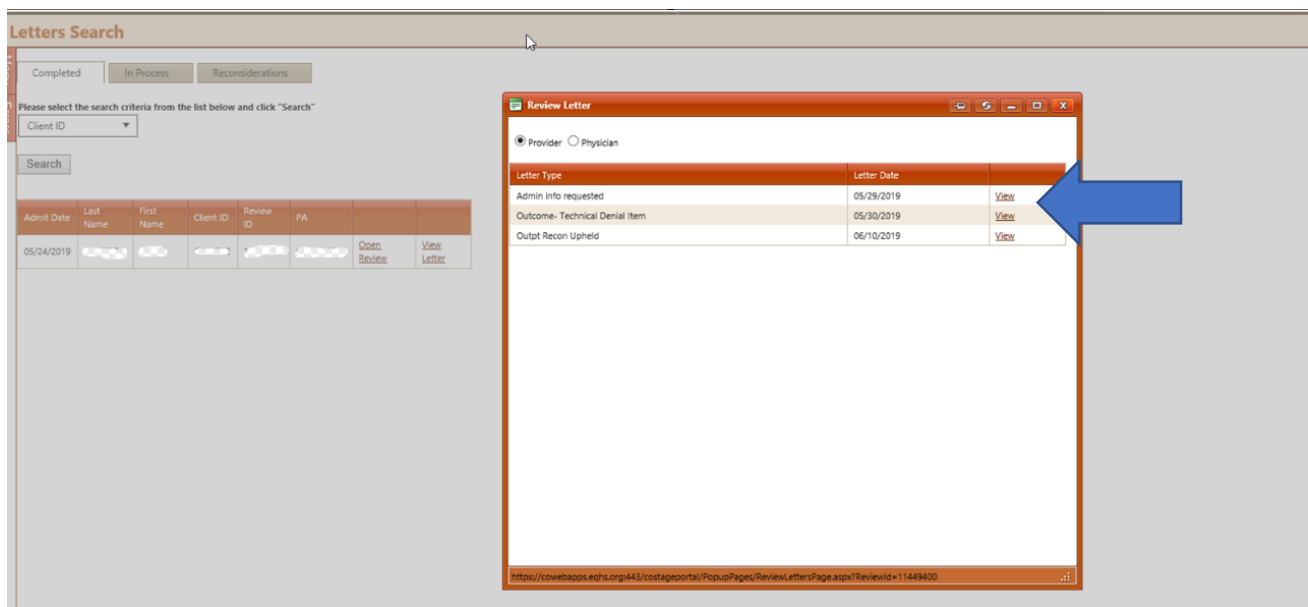 Letters Search
Menu
Completed In Process Reconsiderations
Please select the search criteria from the list below and click "Search"
Client ID
Search
Admit Date Last Name First Name Client ID Review ID PA
05/24/2019 Open Review View Letter
Review Letter
Provider Physician
Letter Type Letter Date
Admin info requested 05/29/2019 View
Outcome- Technical Denial Item 05/30/2019 View
Outpt Recon Upheld 06/10/2019 View
https://cowebapps.eqhs.org:443/costageportal/PopupPages/ReviewLettersPage.aspx?ReviewId=11449400